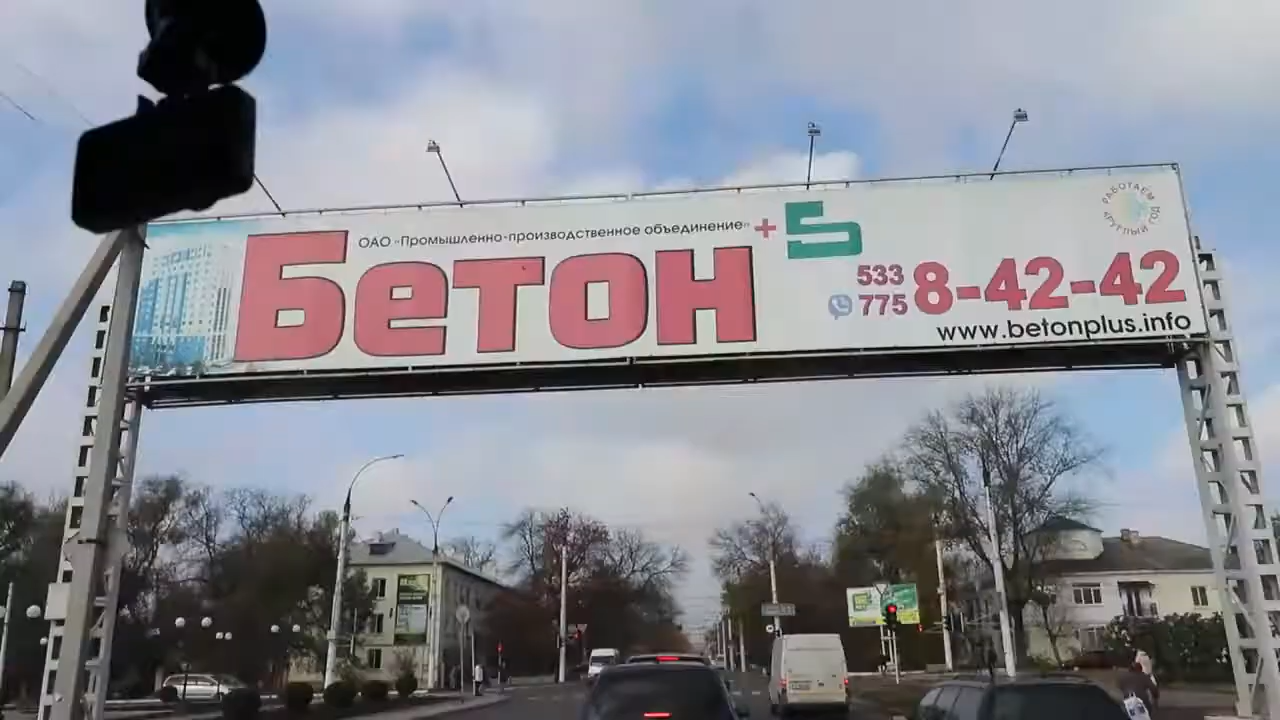 ОАО «Промышленно-производственное объединение»
Бетон
+
533
775
8-42-42
www.betonplus.info
РАБОТАЕМ
КРУГЛЫЙ ГОД